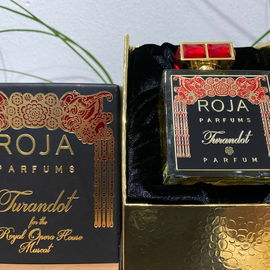 ROJA
PARFUMS
Turandot
for the
Royal Opera House
Muscat
ROJA
PARFUMS
Turandot
PARFUM